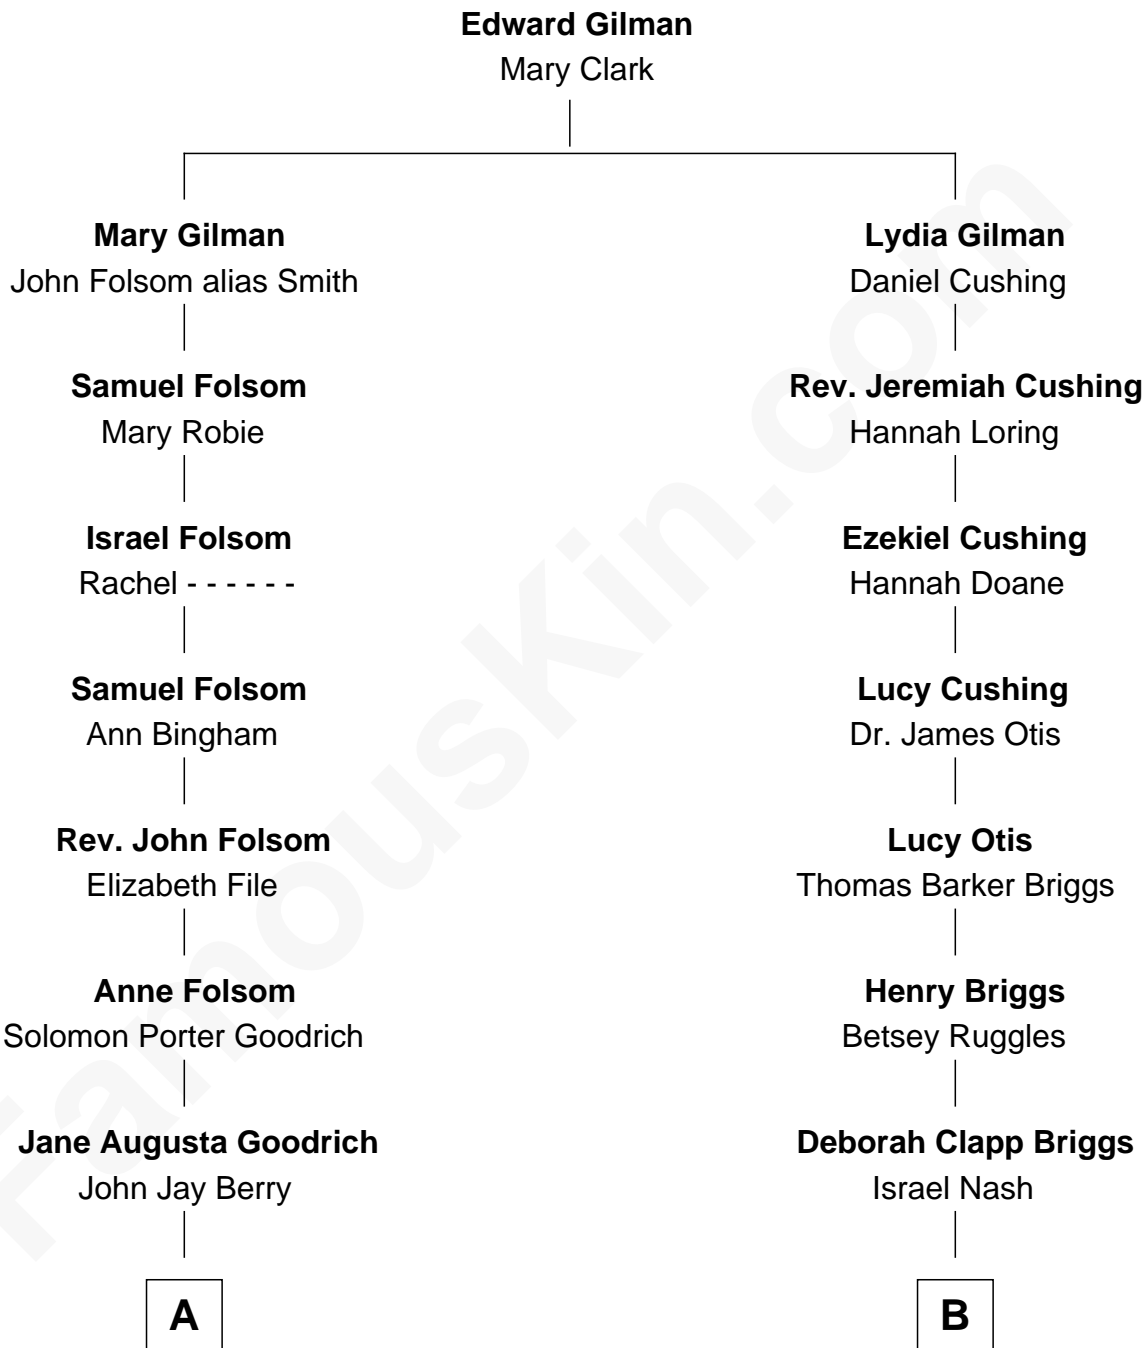 Edward Gilman
Mary Clark
Mary Gilman
John Folsom alias Smith
Lydia Gilman
Daniel Cushing
Samuel Folsom
Mary Robie
Rev. Jeremiah Cushing
Hannah Loring
Israel Folsom
Rachel - - - - - -
Ezekiel Cushing
Hannah Doane
Samuel Folsom
Ann Bingham
Lucy Cushing
Dr. James Otis
Rev. John Folsom
Elizabeth File
Lucy Otis
Thomas Barker Briggs
Anne Folsom
Solomon Porter Goodrich
Henry Briggs
Betsey Ruggles
Jane Augusta Goodrich
John Jay Berry
Deborah Clapp Briggs
Israel Nash
A
B
FamousKin.com